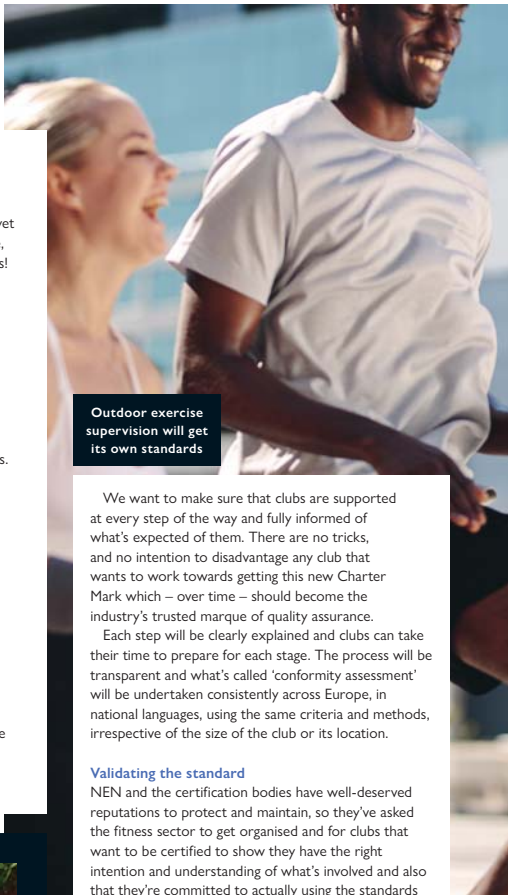 vet
,
s!
s.
e
Outdoor exercise
supervision will get
its own standards
We want to make sure that clubs are supported
at every step of the way and fully informed of
what's expected of them. There are no tricks,
and no intention to disadvantage any club that
wants to work towards getting this new Charter
Mark which – over time – should become the
industry's trusted marque of quality assurance.
Each step will be clearly explained and clubs can take
their time to prepare for each stage. The process will be
transparent and what's called ‘conformity assessment’
will be undertaken consistently across Europe, in
national languages, using the same criteria and methods,
irrespective of the size of the club or its location.
Validating the standard
NEN and the certification bodies have well-deserved
reputations to protect and maintain, so they've asked
the fitness sector to get organised and for clubs that
want to be certified to show they have the right
intention and understanding of what's involved and also
that they're committed to actually using the standards